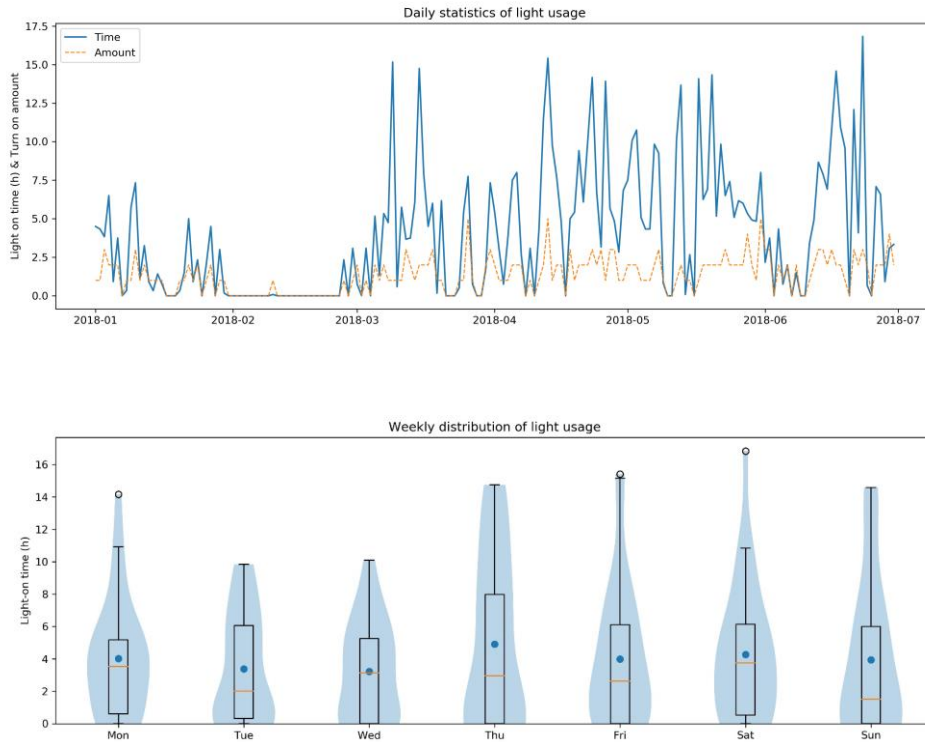 Daily statistics of light usage
Time
Amount
Light on time (h) & Turn on amount
17.5
15.0
12.5
10.0
7.5
5.0
2.5
0.0
2018-01 2018-02 2018-03 2018-04 2018-05 2018-06 2018-07
Weekly distribution of light usage
Light-on time (h)
16
14
12
10
8
6
4
2
0
Mon Tue Wed Thu Fri Sat Sun